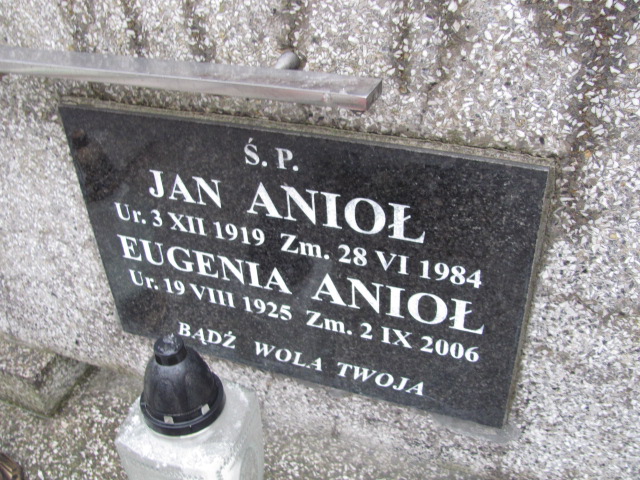 Ś. P.
JAN ANIOŁ
Ur. 3 XII 1919 Zm. 28 VI 1984
EUGENIA ANIOŁ
Ur. 19 VIII 1925 Zm. 2 IX 2006
BĄDŹ WOLA TWOJA